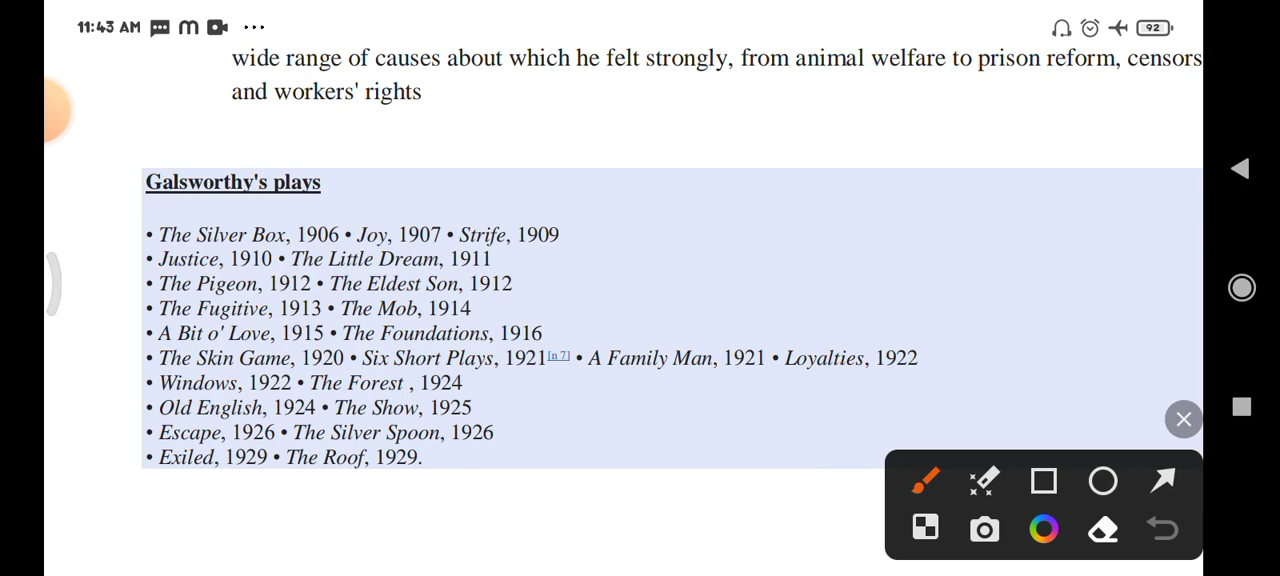 11:43 AM ...
92
wide range of causes about which he felt strongly, from animal welfare to prison reform, censors
and workers' rights
Galsworthy's plays
• The Silver Box, 1906 • Joy, 1907 • Strife, 1909
• Justice, 1910 • The Little Dream, 1911
• The Pigeon, 1912 • The Eldest Son, 1912
• The Fugitive, 1913 • The Mob, 1914
• A Bit o' Love, 1915 • The Foundations, 1916
• The Skin Game, 1920 • Six Short Plays, 1921[n 7] • A Family Man, 1921 • Loyalties, 1922
• Windows, 1922 • The Forest , 1924
• Old English, 1924 • The Show, 1925
• Escape, 1926 • The Silver Spoon, 1926
• Exiled, 1929 • The Roof, 1929.